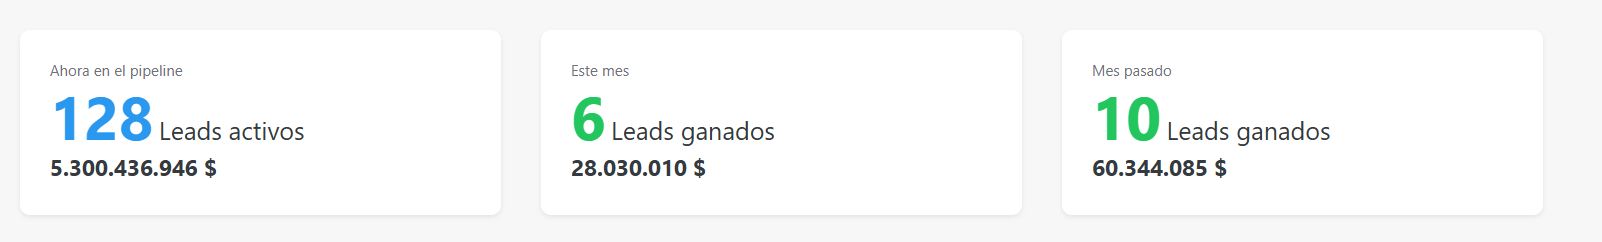 Ahora en el pipeline
128 Leads activos
5.300.436.946 $
Este mes
6 Leads ganados
28.030.010 $
Mes pasado
10 Leads ganados
60.344.085 $